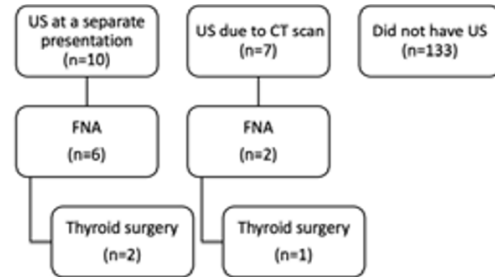 US at a separate
presentation
(n=10)
US due to CT scan
(n=7)
Did not have US
(n=133)
FNA
(n=6)
FNA
(n=2)
Thyroid surgery
(n=2)
Thyroid surgery
(n=1)